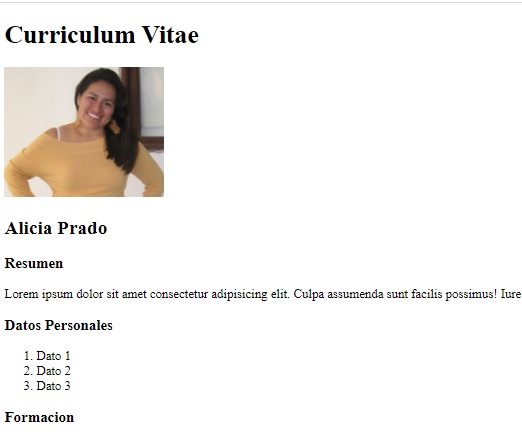 Curriculum Vitae
Alicia Prado
Resumen
Lorem ipsum dolor sit amet consectetur adipisicing elit. Culpa assumenda sunt facilis possimus! Iure
Datos Personales
1. Dato 1
2. Dato 2
3. Dato 3
Formacion